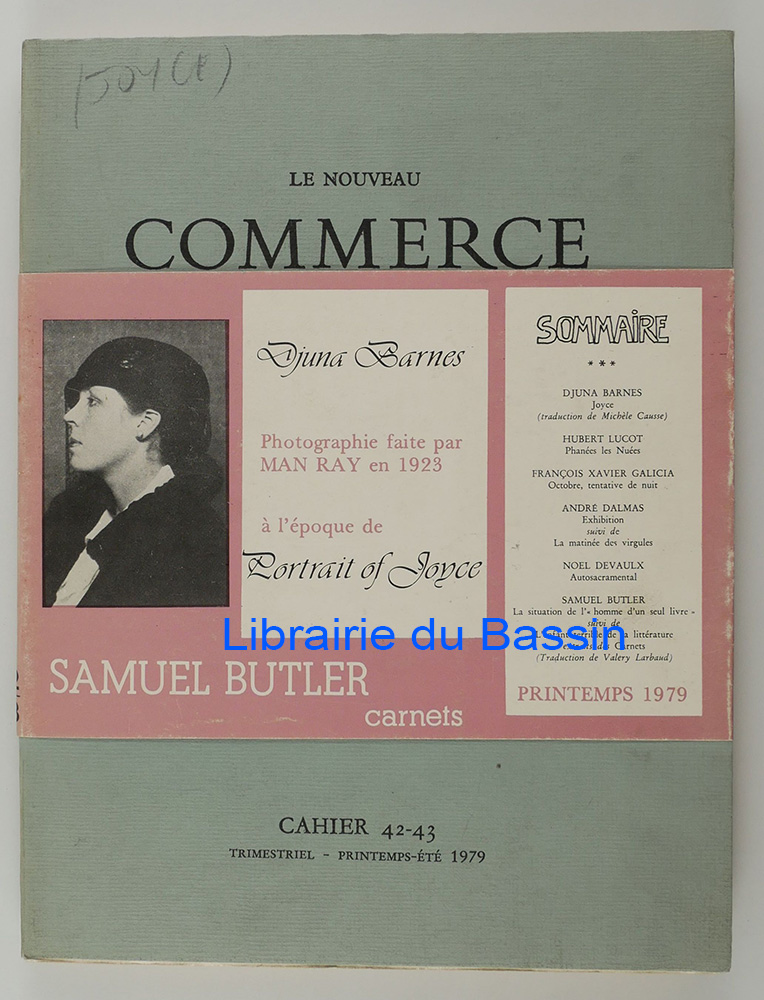 LE NOUVEAU
COMMERCE
Djuna Barnes
Photographie faite par
MAN RAY en 1923
à l'époque de
Portrait of Joyce
SAMUEL BUTLER
carnets
SOMMAIRE
***
DJUNA BARNES
Joyce
(traduction de Michèle Causse)
HUBERT LUCOT
Phanées les Nuées
FRANÇOIS XAVIER GALICIA
Octobre, tentative de nuit
ANDRÉ DALMAS
Exhibition
suivi de
La matinée des virgules
NOEL DEVAULX
Autosacramental
SAMUEL BUTLER
La situation de l'« homme d'un seul livre »
suivi de
littérature
Carnets
(Traduction de Valery Larbaud)
PRINTEMPS 1979
Librairie du Bassin
CAHIER 42-43
TRIMESTRIEL - PRINTEMPS-ÉTÉ 1979